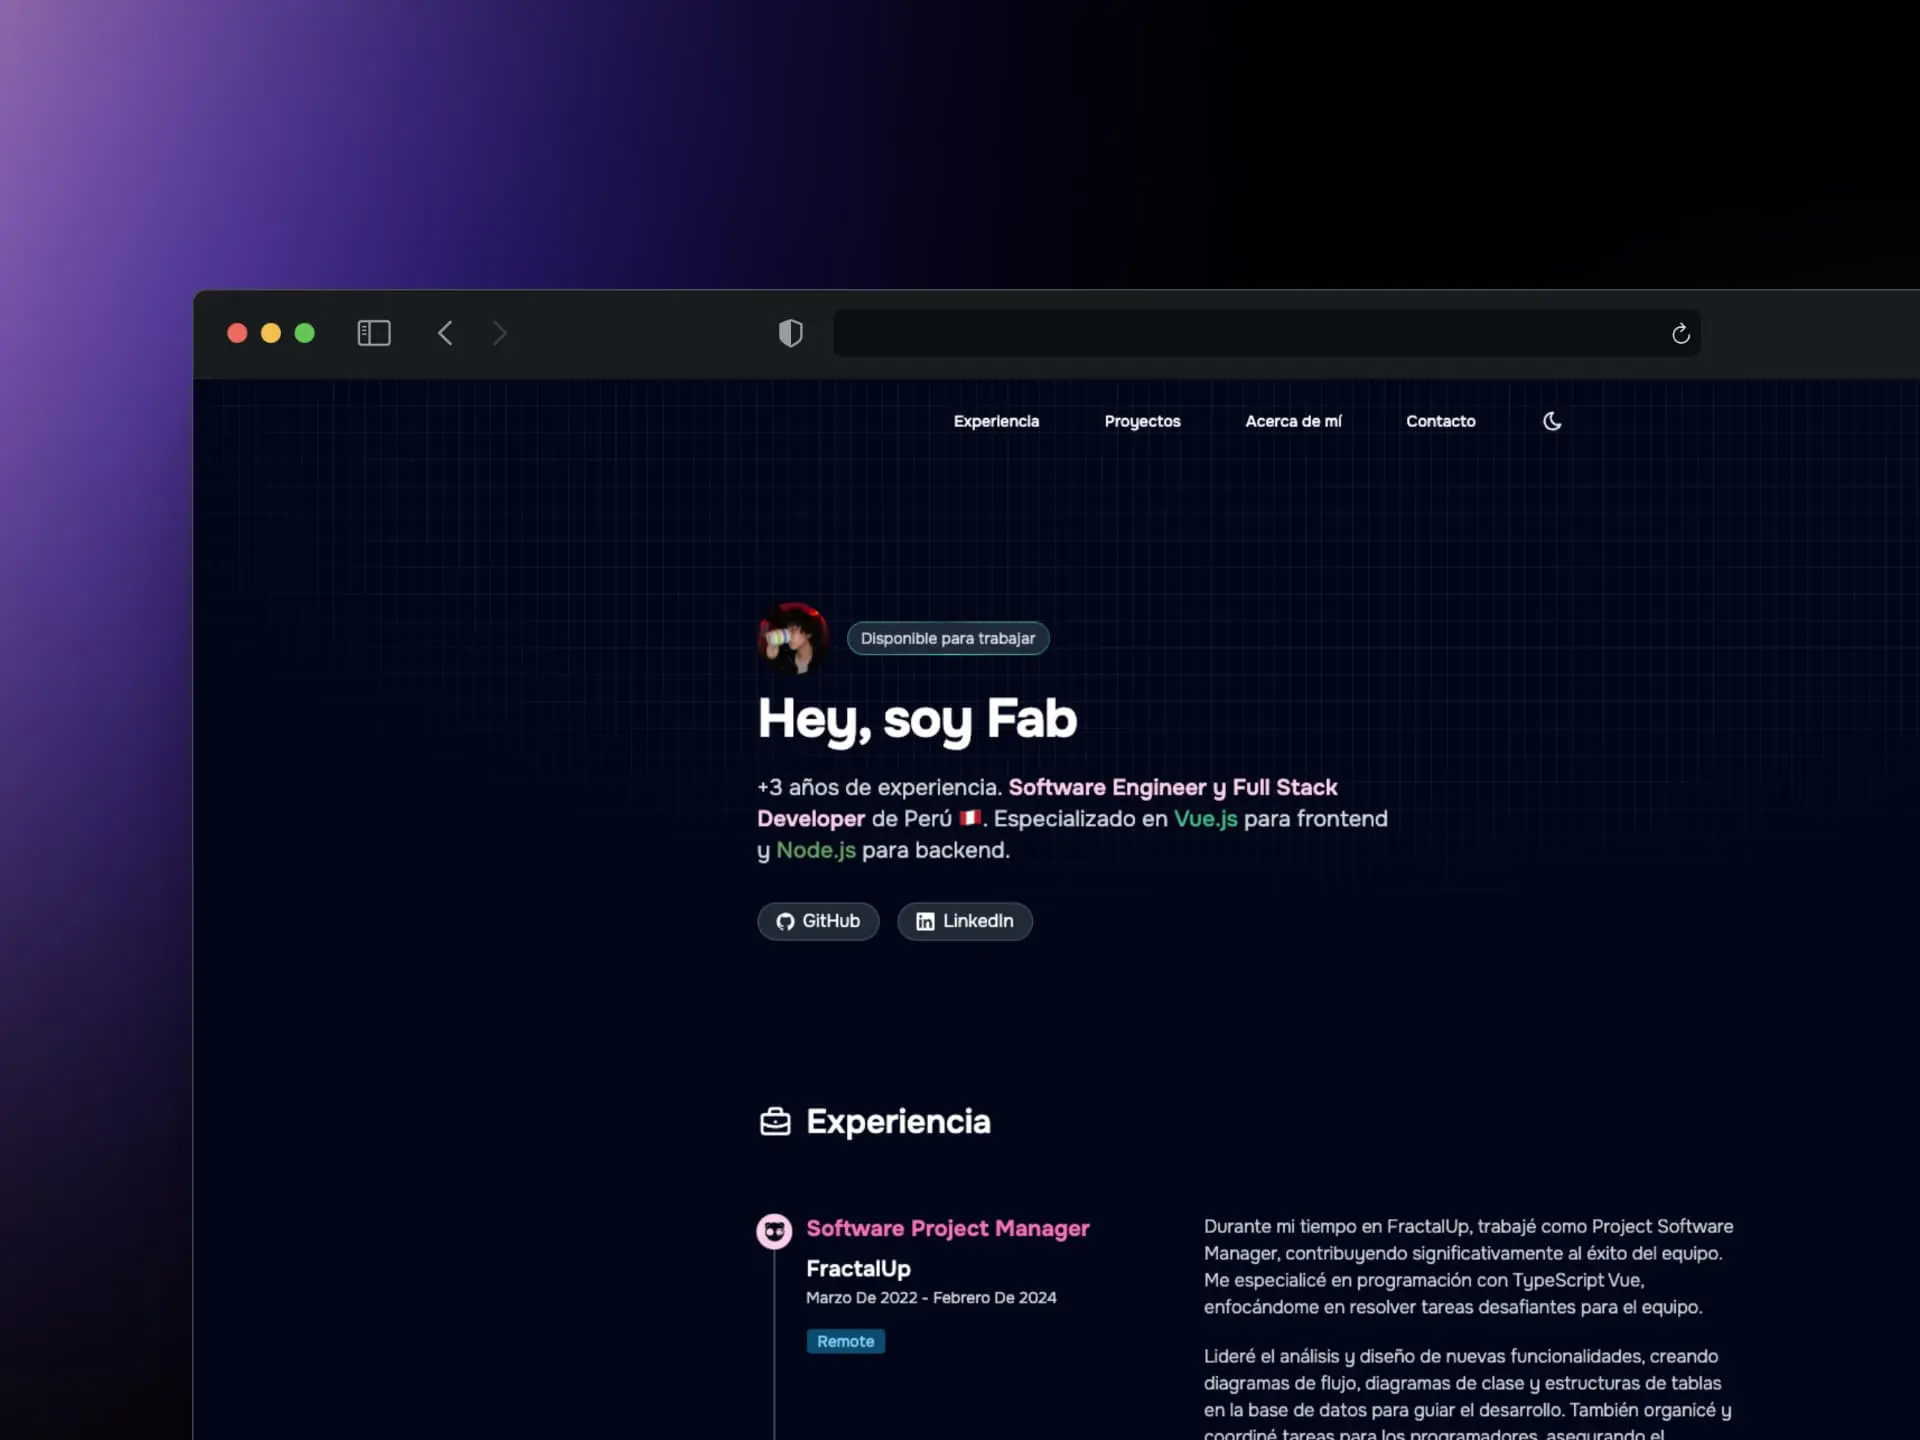 Experiencia
Proyectos
Acerca de mí
Contacto
Disponible para trabajar
Hey, soy Fab
+3 años de experiencia. Software Engineer y Full Stack
Developer de Perú 🇵🇪. Especializado en Vue.js para frontend
y Node.js para backend.
GitHub
LinkedIn
Experiencia
Software Project Manager
FractalUp
Marzo De 2022 - Febrero De 2024
Remote
Durante mi tiempo en FractalUp, trabajé como Project Software
Manager, contribuyendo significativamente al éxito del equipo.
Me especialicé en programación con TypeScript Vue,
enfocándome en resolver tareas desafiantes para el equipo.
Lideré el análisis y diseño de nuevas funcionalidades, creando
diagramas de flujo, diagramas de clase y estructuras de tablas
en la base de datos para guiar el desarrollo. También organicé y
coordiné tareas para los programadores, asegurando el